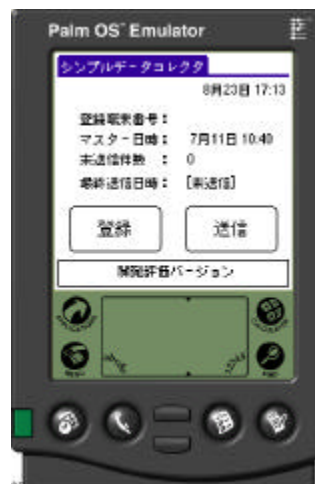 Palm OS™ Emulator
シンプルデータコレクタ
8月23日 17:13
登録端末番号：
マスター日時： 7月11日 10:40
未送信件数 ： 0
最終送信日時： [未送信]
登録 送信
開発評価バージョン